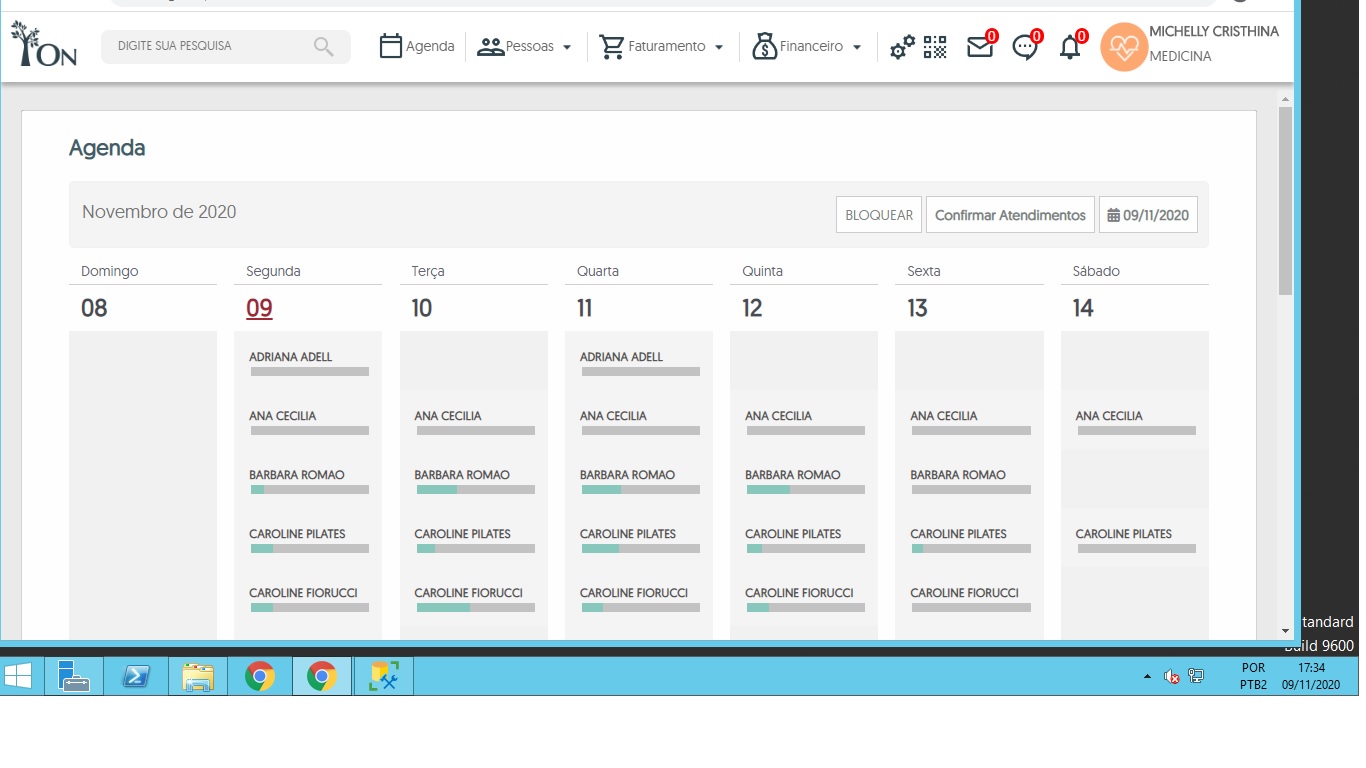 ON
DIGITE SUA PESQUISA
Agenda
Pessoas
Faturamento
Financeiro
0
0
0
MICHELLY CRISTHINA
MEDICINA
Agenda
Novembro de 2020
BLOQUEAR
Confirmar Atendimentos
09/11/2020
Domingo Segunda Terça Quarta Quinta Sexta Sábado
08 09 10 11 12 13 14
ADRIANA ADELL ADRIANA ADELL
ANA CECILIA ANA CECILIA ANA CECILIA ANA CECILIA ANA CECILIA ANA CECILIA
BARBARA ROMAO BARBARA ROMAO BARBARA ROMAO BARBARA ROMAO BARBARA ROMAO
CAROLINE PILATES CAROLINE PILATES CAROLINE PILATES CAROLINE PILATES CAROLINE PILATES CAROLINE PILATES
CAROLINE FIORUCCI CAROLINE FIORUCCI CAROLINE FIORUCCI CAROLINE FIORUCCI CAROLINE FIORUCCI
tandard
uild 9600
POR 17:34
PTB2 09/11/2020